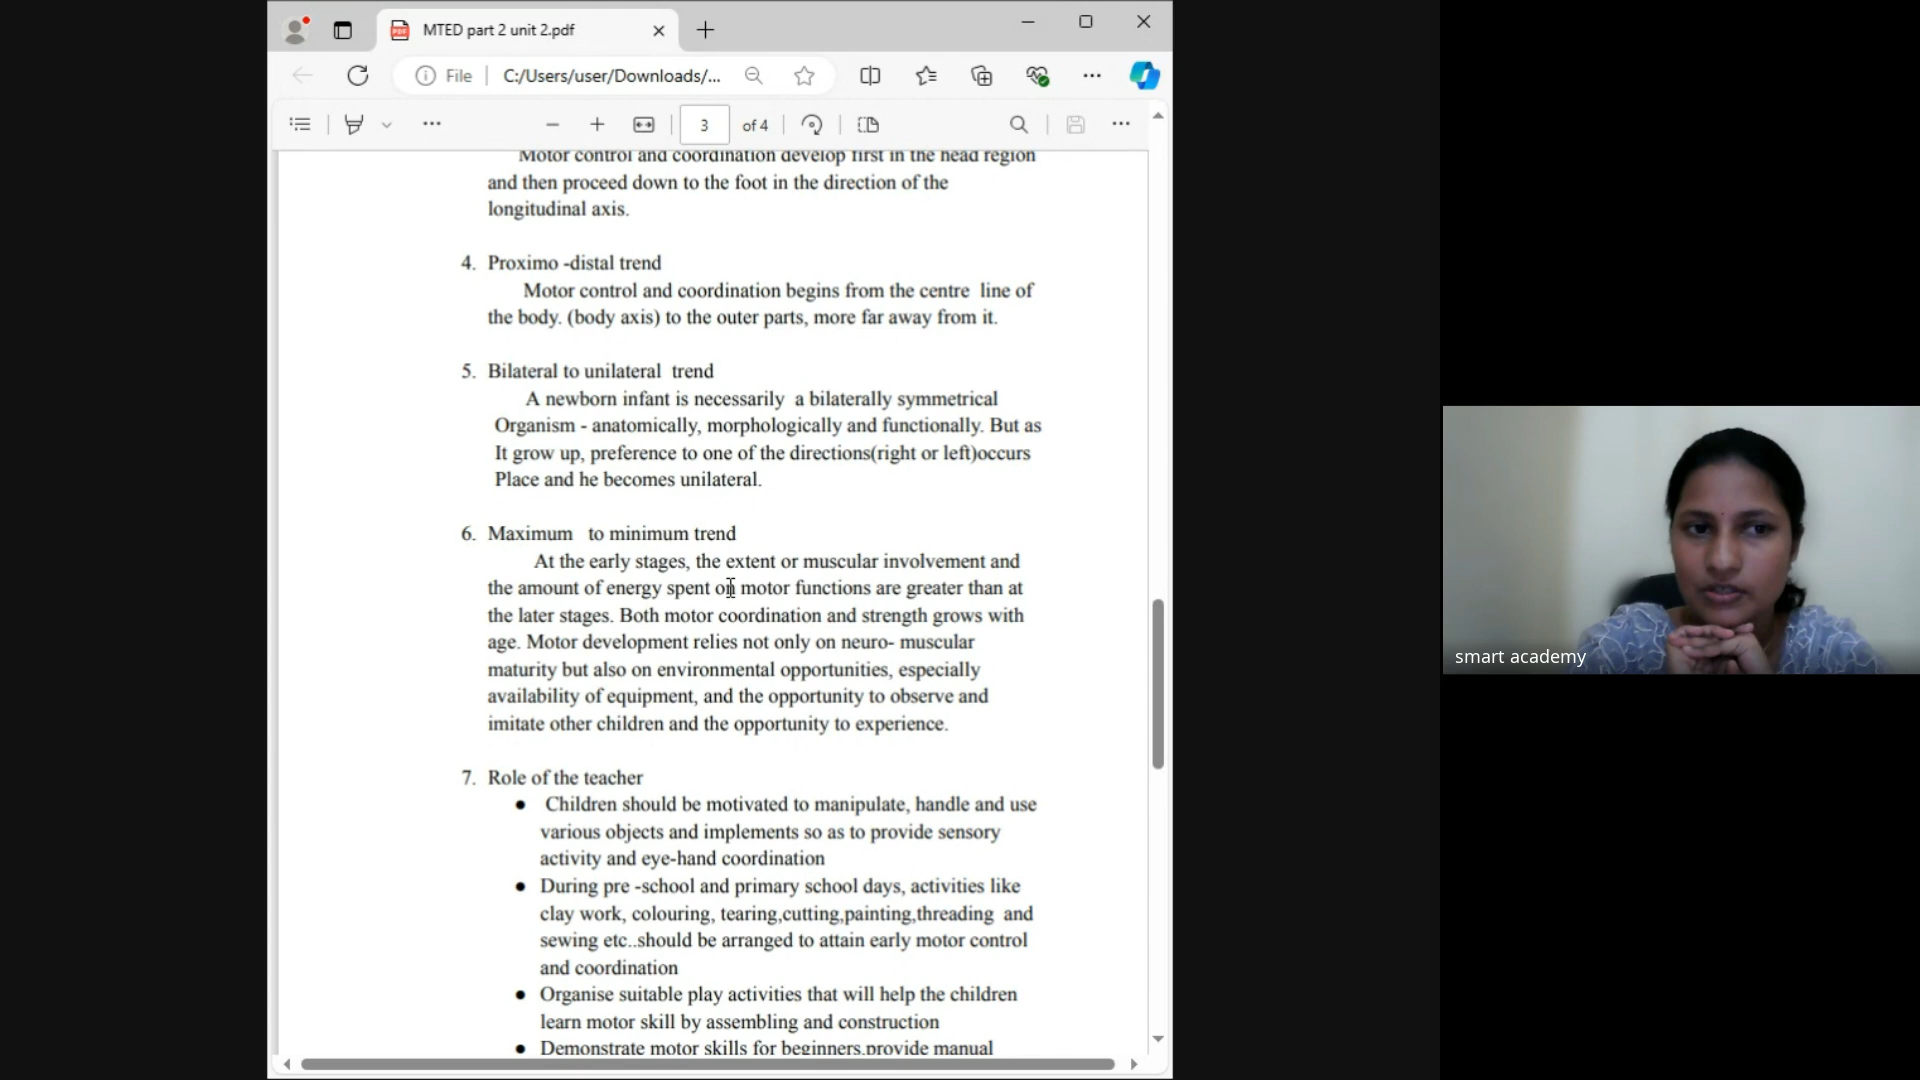 MTED part 2 unit 2.pdf
File
C:/Users/user/Downloads/...
3
of 4
Motor control and coordination develop first in the head region
and then proceed down to the foot in the direction of the
longitudinal axis.
4. Proximo -distal trend
Motor control and coordination begins from the centre line of
the body. (body axis) to the outer parts, more far away from it.
5. Bilateral to unilateral trend
A newborn infant is necessarily a bilaterally symmetrical
Organism - anatomically, morphologically and functionally. But as
It grow up, preference to one of the directions(right or left)occurs
Place and he becomes unilateral.
6. Maximum to minimum trend
At the early stages, the extent or muscular involvement and
the amount of energy spent on motor functions are greater than at
the later stages. Both motor coordination and strength grows with
age. Motor development relies not only on neuro- muscular
maturity but also on environmental opportunities, especially
availability of equipment, and the opportunity to observe and
imitate other children and the opportunity to experience.
7. Role of the teacher
● Children should be motivated to manipulate, handle and use
various objects and implements so as to provide sensory
activity and eye-hand coordination
● During pre -school and primary school days, activities like
clay work, colouring, tearing,cutting,painting,threading and
sewing etc..should be arranged to attain early motor control
and coordination
● Organise suitable play activities that will help the children
learn motor skill by assembling and construction
● Demonstrate motor skills for beginners,provide manual
smart academy